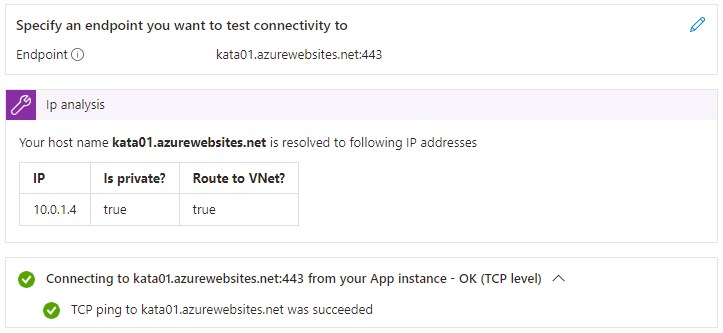 Specify an endpoint you want to test connectivity to
Endpoint kata01.azurewebsites.net:443
Ip analysis
Your host name kata01.azurewebsites.net is resolved to following IP addresses
IP Is private? Route to VNet?
10.0.1.4 true true
Connecting to kata01.azurewebsites.net:443 from your App instance - OK (TCP level)
TCP ping to kata01.azurewebsites.net was succeeded